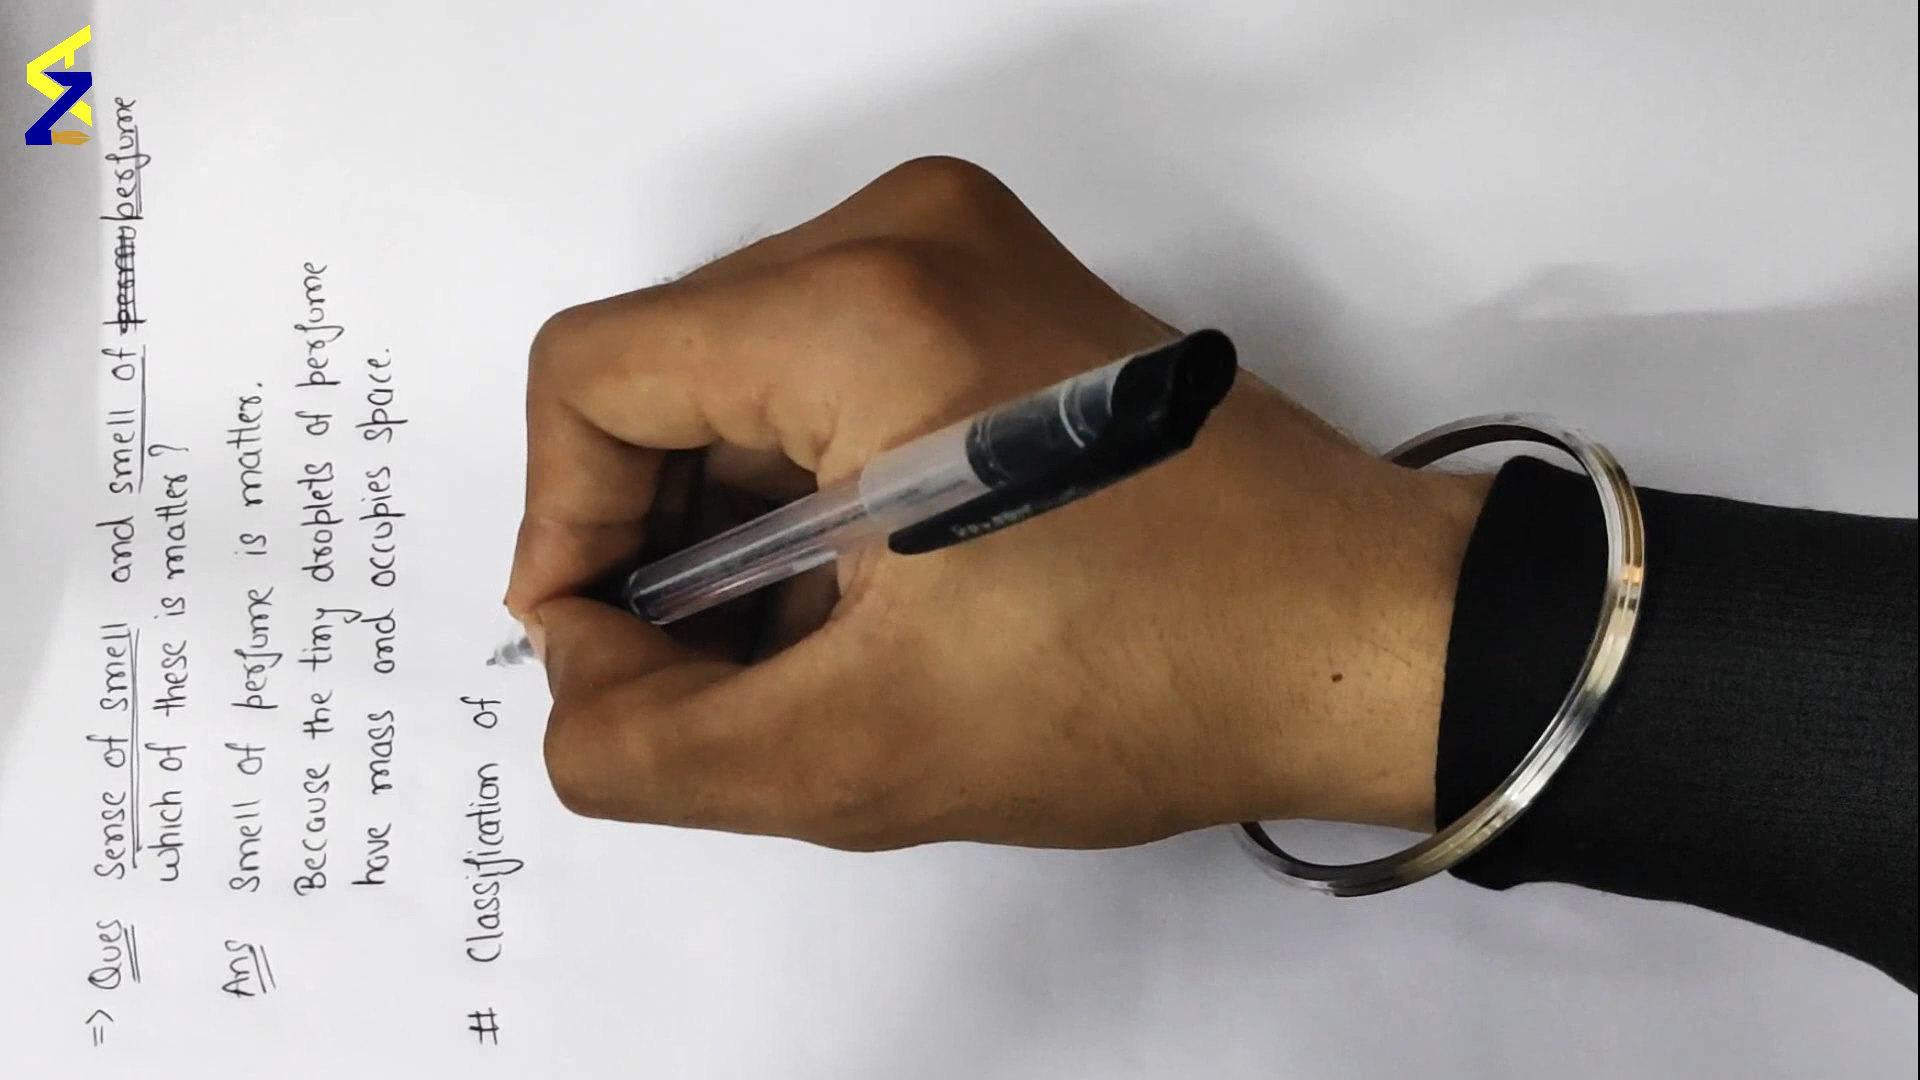 => Ques Sense of smell and smell of perfume
which of these is matter ?
Ans Smell of perfume is matter.
Because the tiny droplets of perfume
have mass and occupies space.
# Classification of